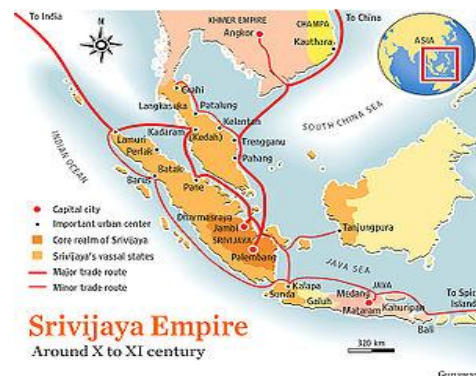 To India
KHMER EMPIRE
Angkor
CHAMPA
Kauthara
To China
ASIA
Grahi
Langkasuka
Patalung
Kelantan
Trengganu
Pahang
Kadaram
(Kedah)
SOUTH CHINA SEA
INDIAN OCEAN
Lamuri
Perlak
Batak
Barus
Pane
Dharmasraya
Jambi
SRIVIJAYA
Palembang
Tanjungpura
JAVA SEA
Capital city
Important urban center
Core realm of Srivijaya
Srivijaya's vassal states
Major trade route
Minor trade route
Sunda
Kalapa
Galuh
Medang
JAVA
Mataram
Kahuripan
Bali
To Spic
Island
Srivijaya Empire
Around X to XI century
320 km